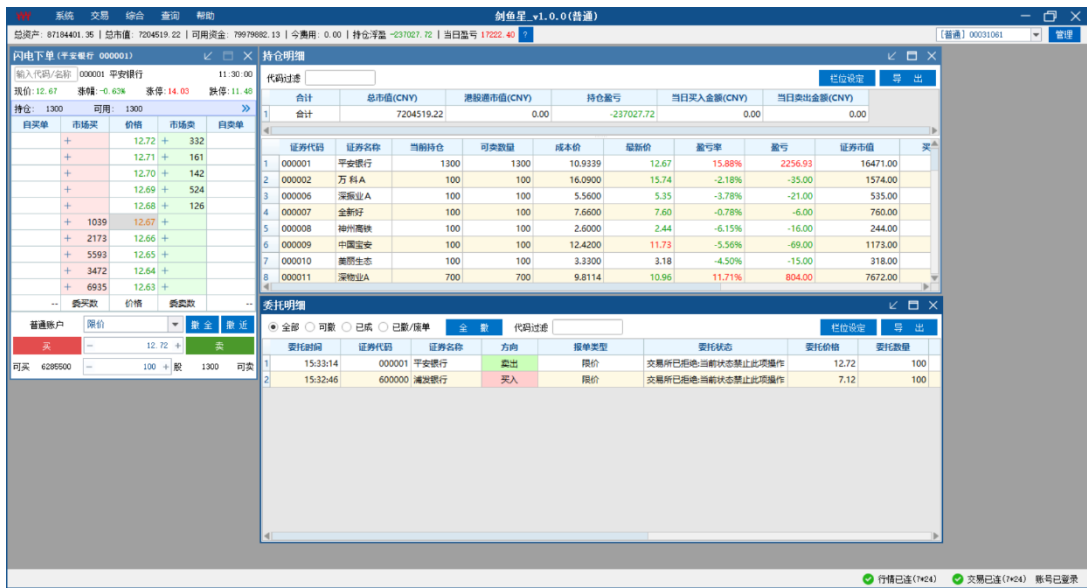 系统 交易 综合 查询 帮助 剑鱼星_v1.0.0(普通)
总资产: 87184401.35 | 总市值: 7204519.22 | 可用资金: 79979882.13 | 今费用: 0.00 | 持仓浮盈 -237027.72 | 当日盈亏 17222.40 ? [普通] 00031061 管理
闪电下单(平安银行 000001)
输入代码/名称 000001 平安银行 11:30:00
现价:12.67 涨幅:-0.63% 涨停:14.03 跌停:11.48
持仓: 1300 可用: 1300 »
自买单 市场买 价格 市场卖 自卖单
+ 12.72 + 332
+ 12.71 + 161
+ 12.70 + 142
+ 12.69 + 524
+ 12.68 + 126
+ 1039 12.67 +
+ 2173 12.66 +
+ 5593 12.65 +
+ 3472 12.64 +
+ 6935 12.63 +
-- 委买数 价格 委卖数 --
普通账户 限价 撤全 撤近
买 − 12.72 + 卖
可买 6285500 − 100 + 股 1300 可卖
持仓明细
代码过滤 栏位设定 导 出
合计 总市值(CNY) 港股通市值(CNY) 持仓盈亏 当日买入金额(CNY) 当日卖出金额(CNY)
1 合计 7204519.22 0.00 -237027.72 0.00 0.00
证券代码 证券名称 当前持仓 可卖数量 成本价 最新价 盈亏率 盈亏 证券市值 买
1 000001 平安银行 1300 1300 10.9339 12.67 15.88% 2256.93 16471.00
2 000002 万 科A 100 100 16.0900 15.74 -2.18% -35.00 1574.00
3 000006 深振业A 100 100 5.5600 5.35 -3.78% -21.00 535.00
4 000007 全新好 100 100 7.6600 7.60 -0.78% -6.00 760.00
5 000008 神州高铁 100 100 2.6000 2.44 -6.15% -16.00 244.00
6 000009 中国宝安 100 100 12.4200 11.73 -5.56% -69.00 1173.00
7 000010 美丽生态 100 100 3.3300 3.18 -4.50% -15.00 318.00
8 000011 深物业A 700 700 9.8114 10.96 11.71% 804.00 7672.00
委托明细
全部 可撤 已成 已撤/废单 全 撤 代码过滤 栏位设定 导 出
委托时间 证券代码 证券名称 方向 报单类型 委托状态 委托价格 委托数量
1 15:33:14 000001 平安银行 卖出 限价 交易所已拒绝:当前状态禁止此项操作 12.72 100
2 15:32:46 600000 浦发银行 买入 限价 交易所已拒绝:当前状态禁止此项操作 7.12 100
行情已连(7*24) 交易已连(7*24) 账号已登录